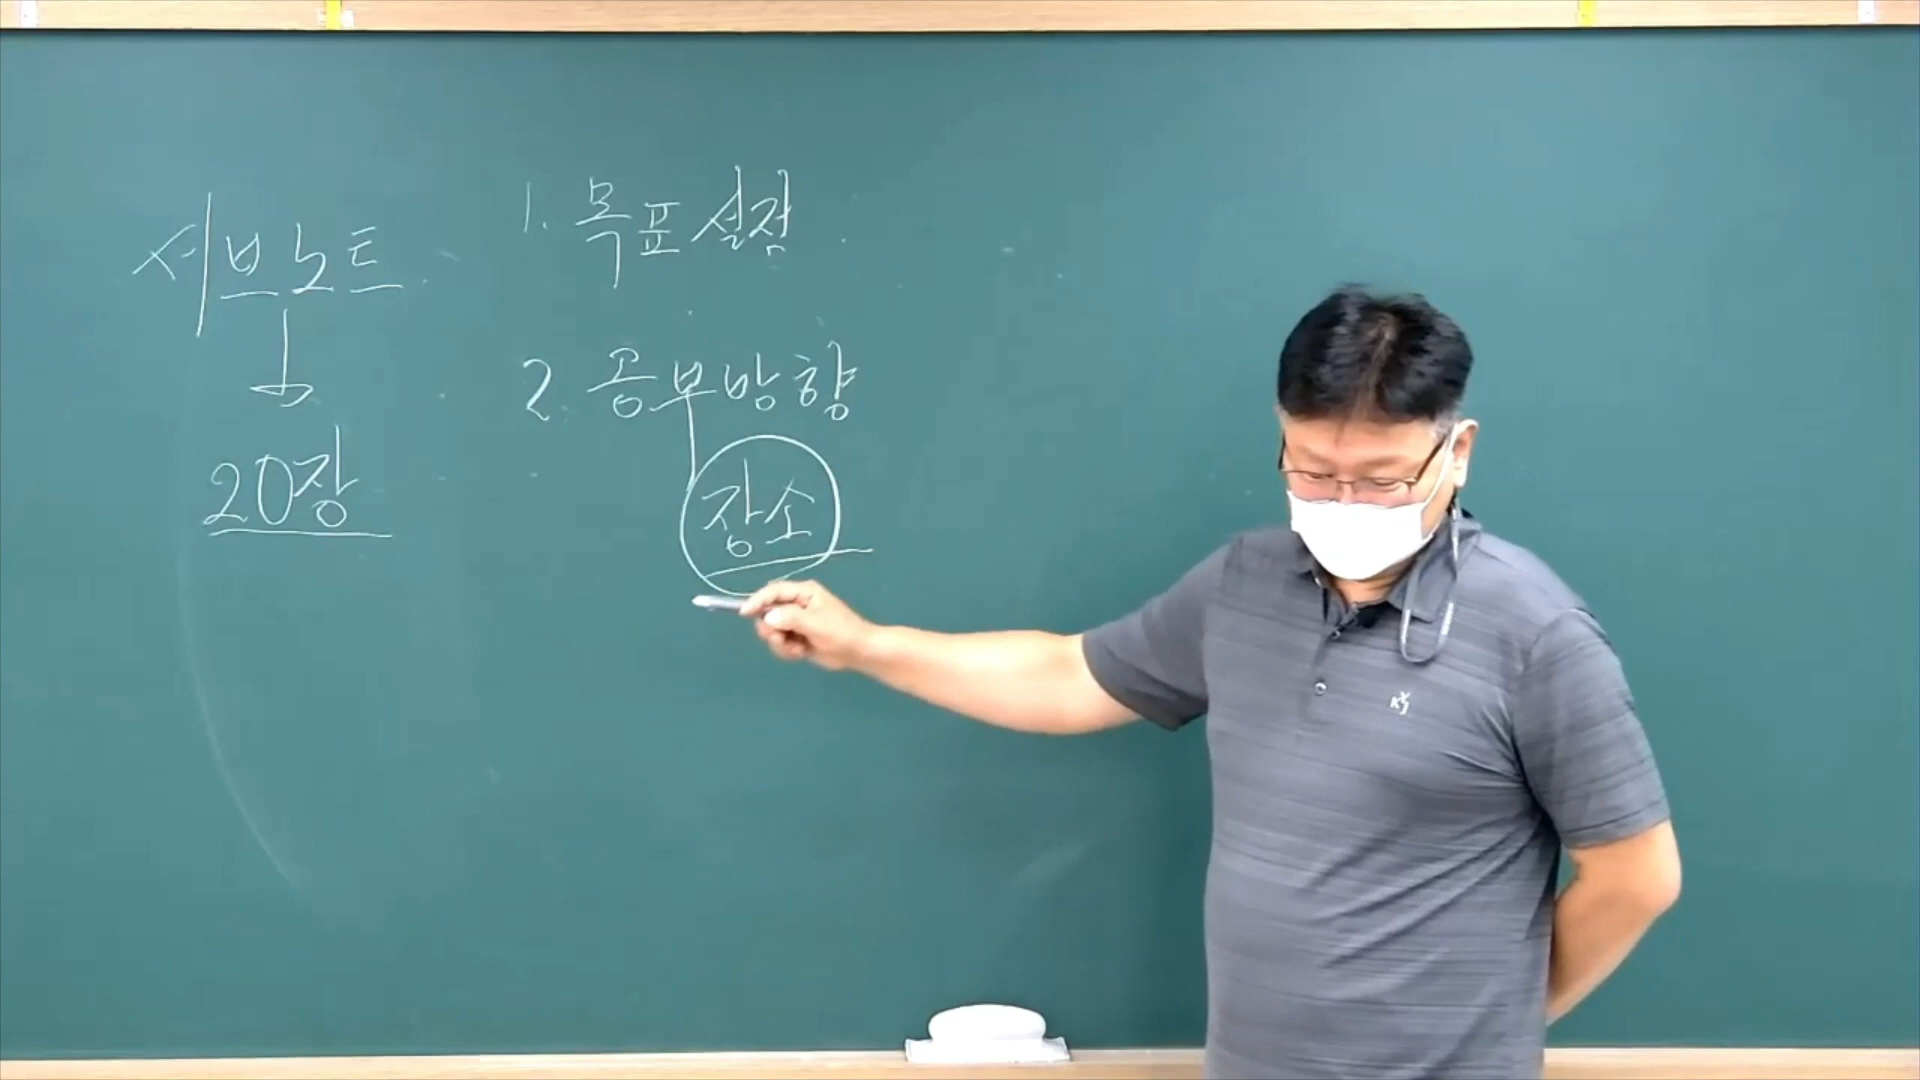 서브노트
20장
1. 목표설정
2. 공부방향
장소